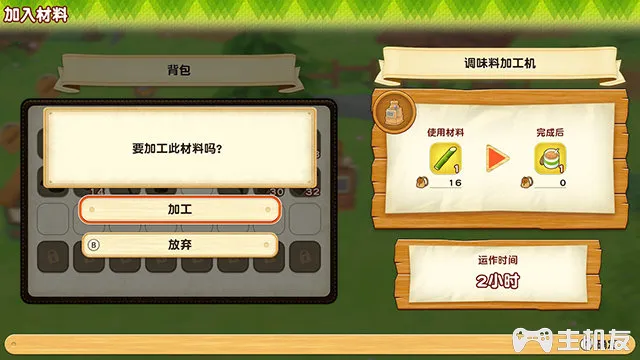 加入材料
背包
要加工此材料吗?
14
30
32
加工
B 放弃
调味料加工机
使用材料
完成后
1
1
16
0
运作时间
2小时
主机友